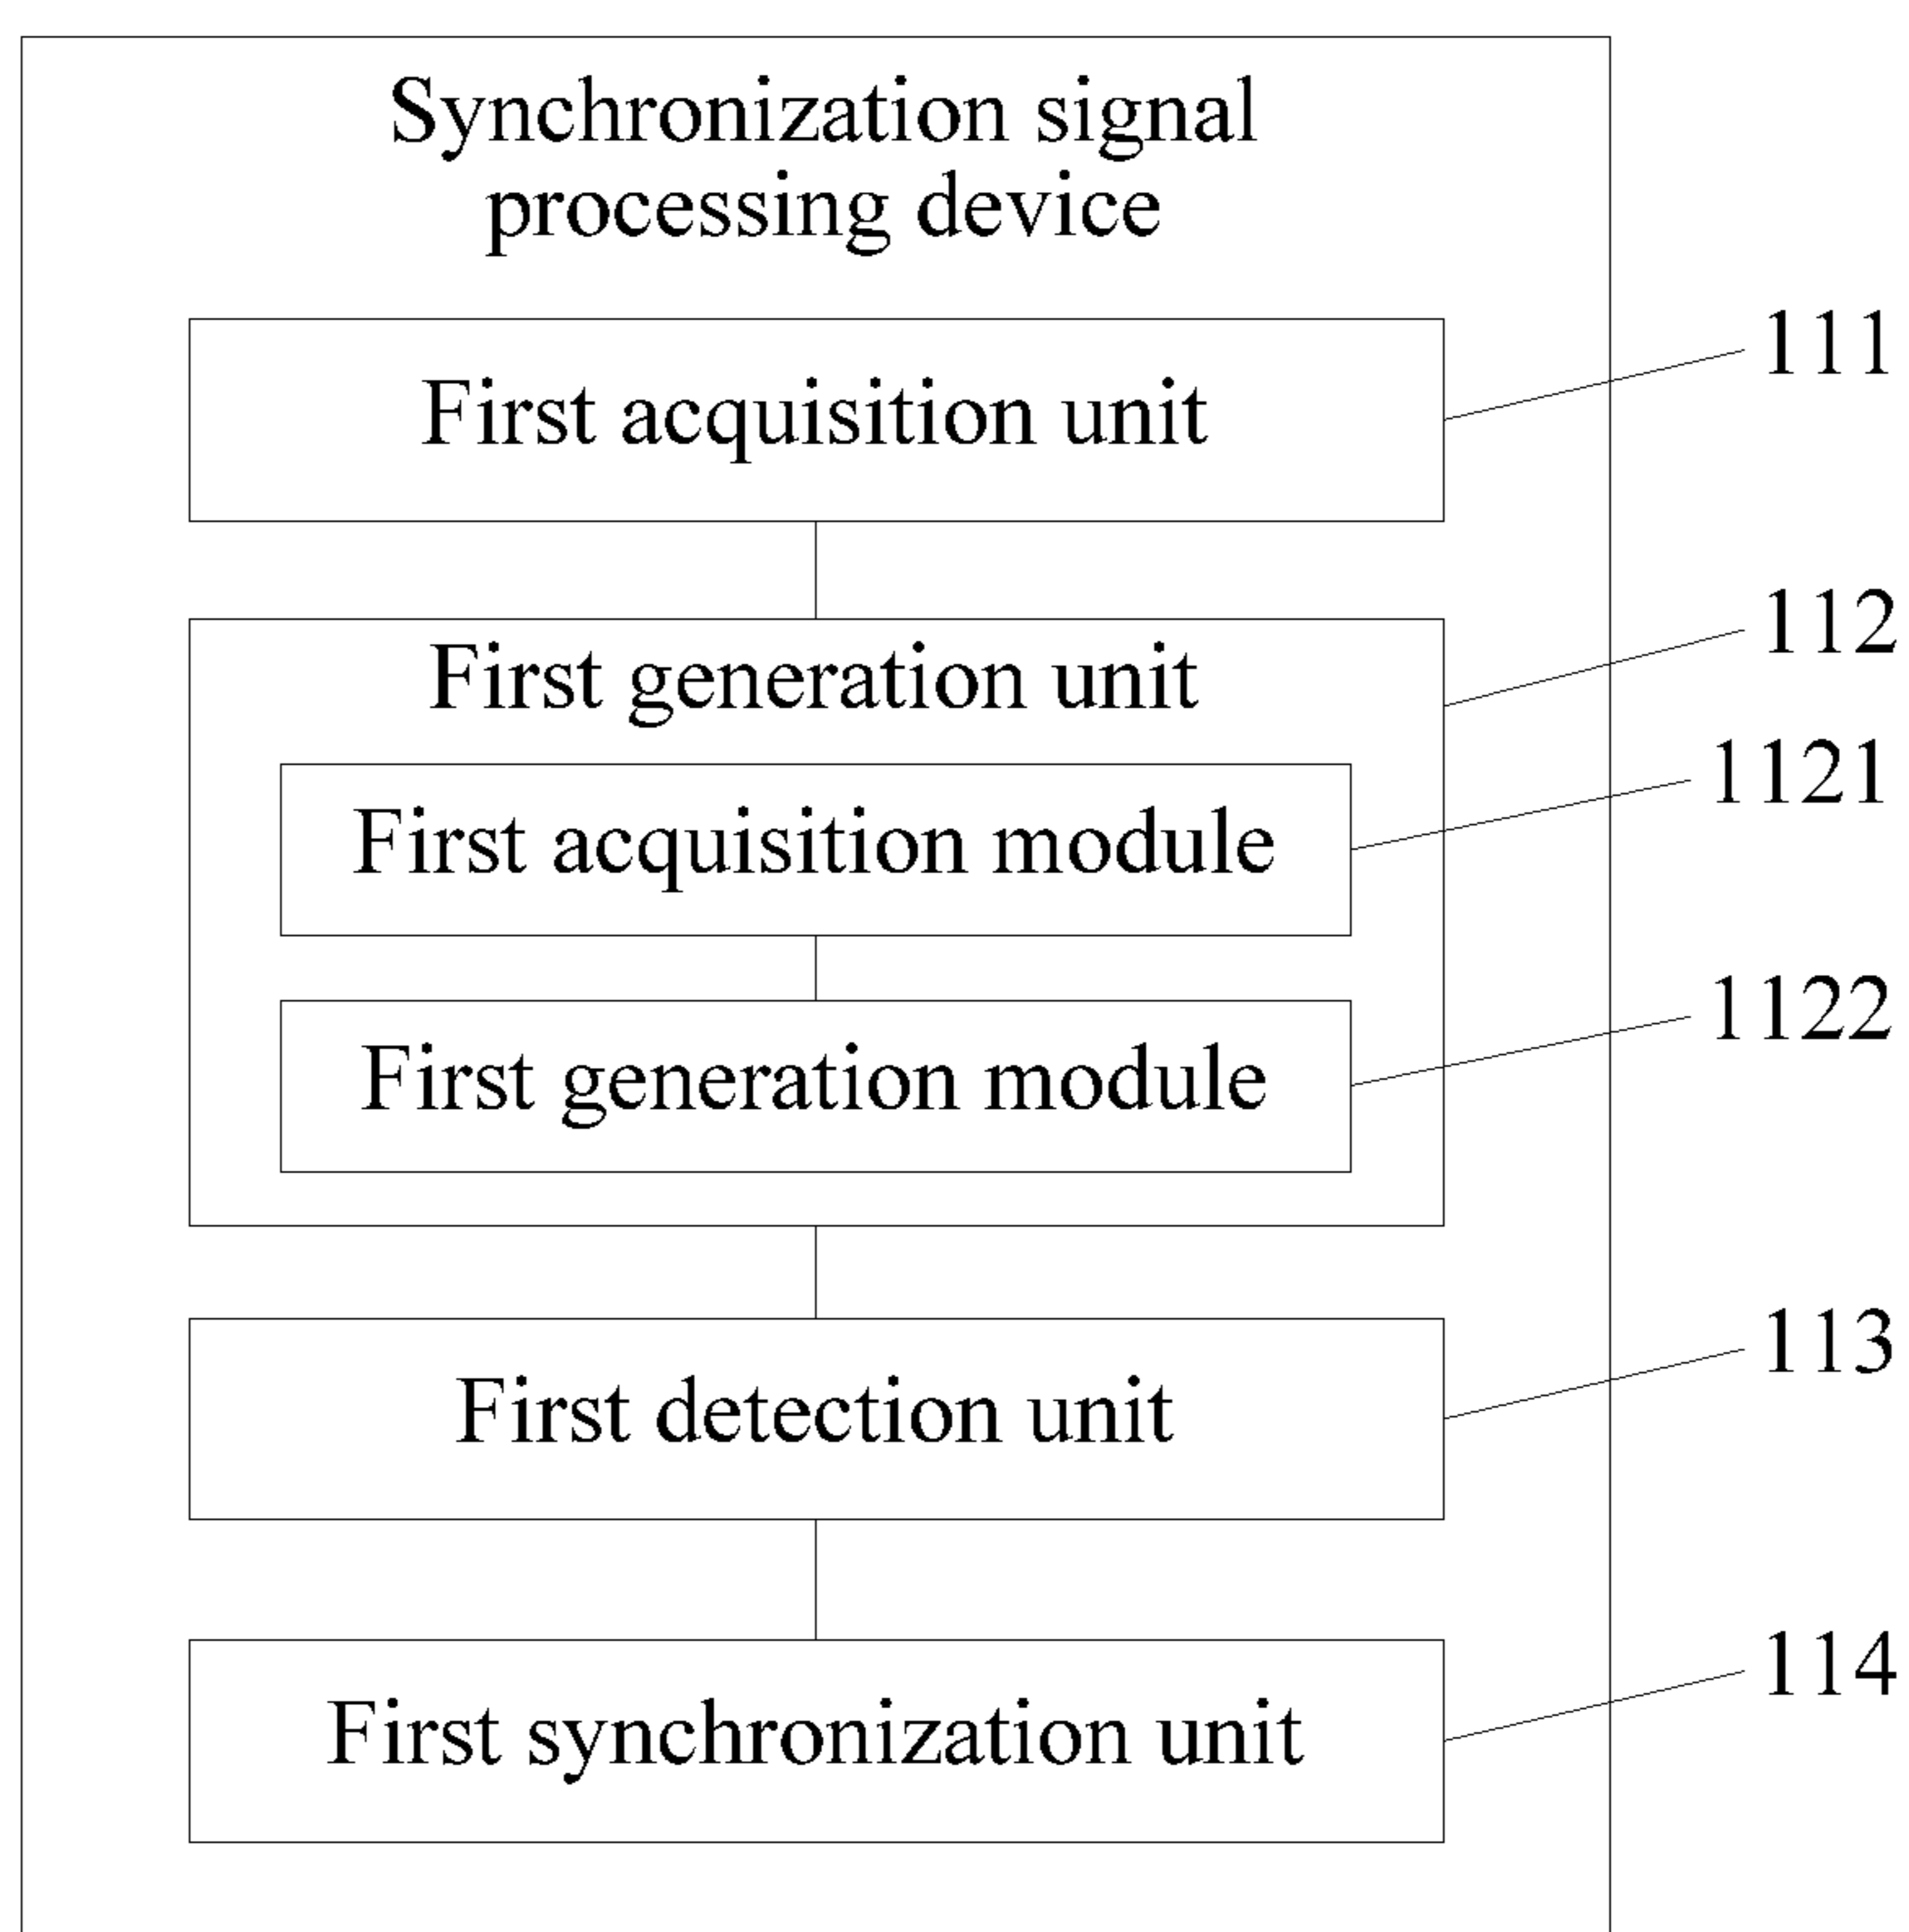 Synchronization signal
processing device
First acquisition unit
111
First generation unit
112
First acquisition module
1121
First generation module
1122
First detection unit
113
First synchronization unit
114